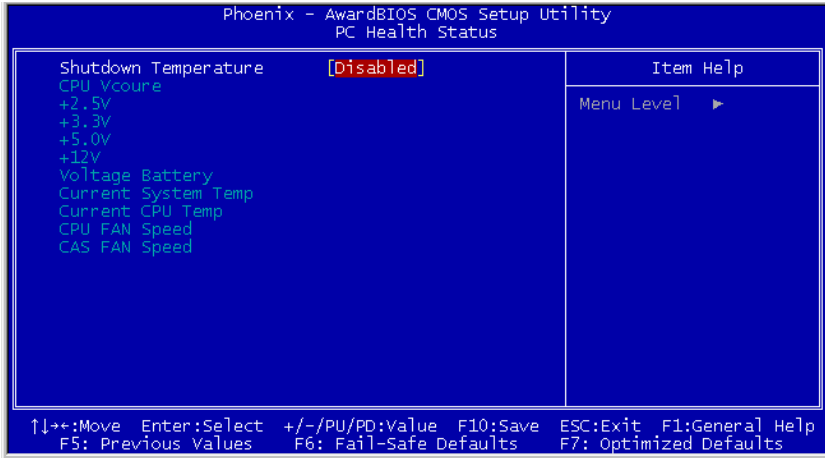 Phoenix - AwardBIOS CMOS Setup Utility
PC Health Status
Shutdown Temperature [Disabled]
CPU Vcoure
+2.5V
+3.3V
+5.0V
+12V
Voltage Battery
Current System Temp
Current CPU Temp
CPU FAN Speed
CAS FAN Speed
Item Help
Menu Level ►
↑↓→←:Move Enter:Select +/-/PU/PD:Value F10:Save ESC:Exit F1:General Help
F5: Previous Values F6: Fail-Safe Defaults F7: Optimized Defaults